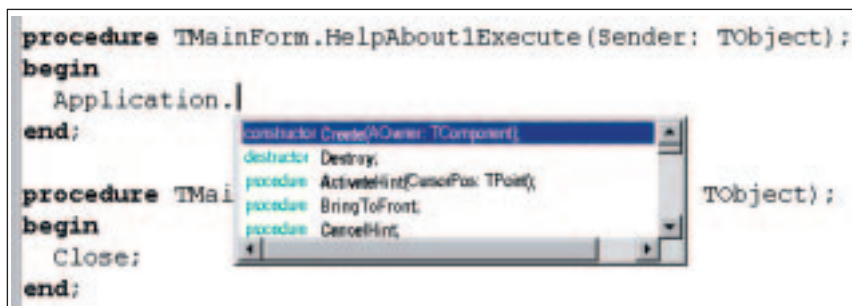 procedure TMainForm.HelpAbout1Execute(Sender: TObject);
begin
Application.
end;
constructor Create(AOwner: TComponent);
destructor Destroy;
procedure ActivateHint(CursorPos: TPoint);
procedure BringToFront;
procedure CancelHint;
procedure TMai TObject);
begin
Close;
end;